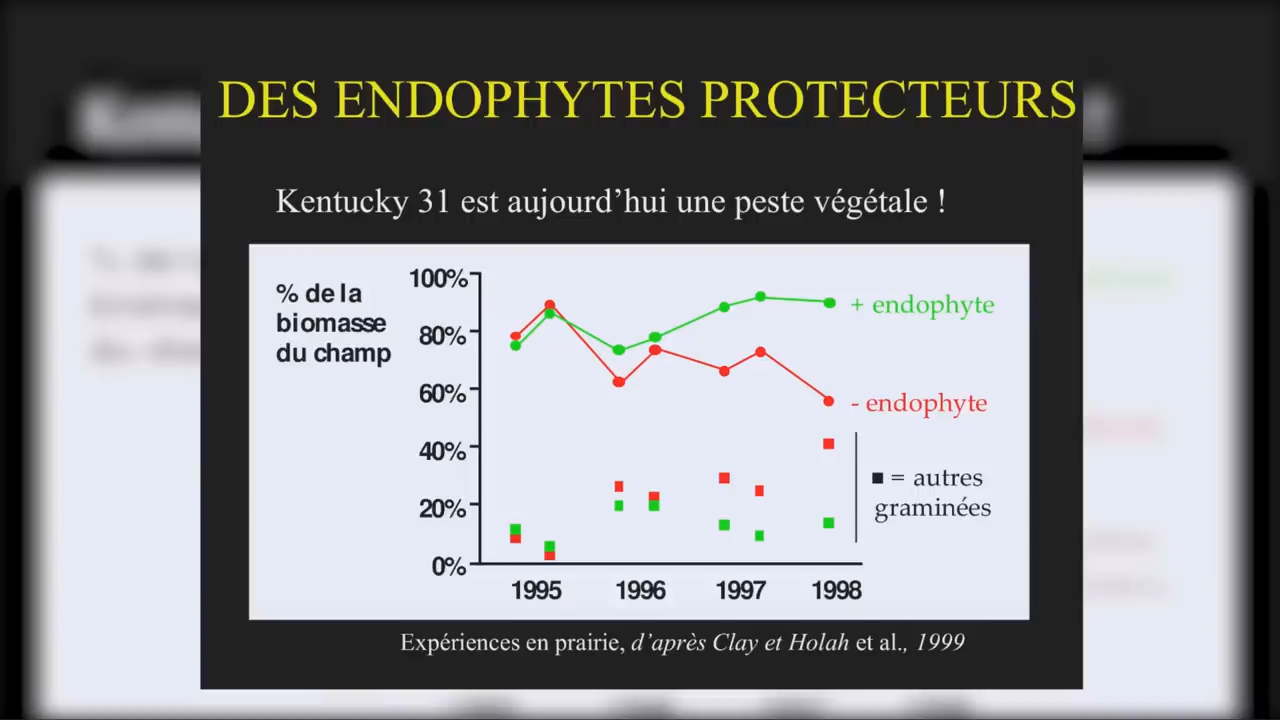 DES ENDOPHYTES PROTECTEURS
Kentucky 31 est aujourd’hui une peste végétale !
% de la
biomasse
du champ
100%
80%
60%
40%
20%
0%
+ endophyte
- endophyte
■ = autres
graminées
1995 1996 1997 1998
Expériences en prairie, d’après Clay et Holah et al., 1999